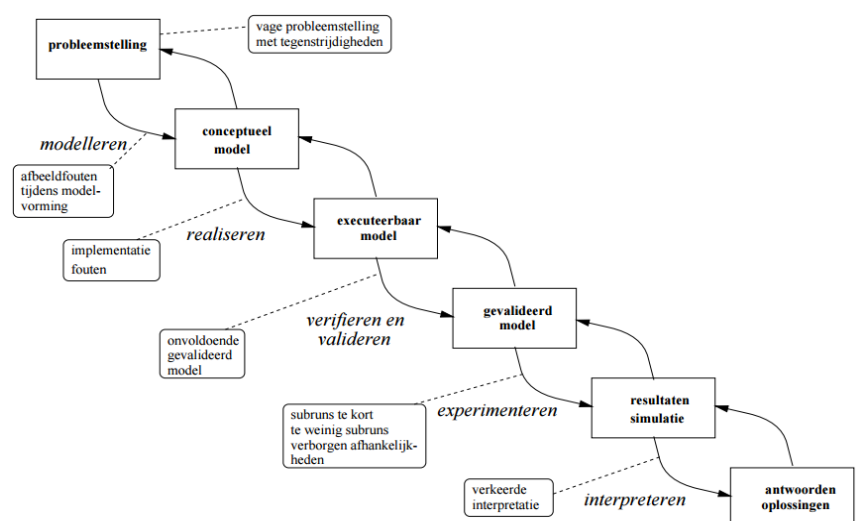 vage probleemstelling
met tegenstrijdigheden
probleemstelling
modelleren
conceptueel
model
afbeeldfouten
tijdens model-
vorming
realiseren
executeerbaar
model
implementatie
fouten
verifieren en
valideren
gevalideerd
model
onvoldoende
gevalideerd
model
experimenteren
resultaten
simulatie
subruns te kort
te weinig subruns
verborgen afhankelijk-
heden
interpreteren
antwoorden
oplossingen
verkeerde
interpretatie